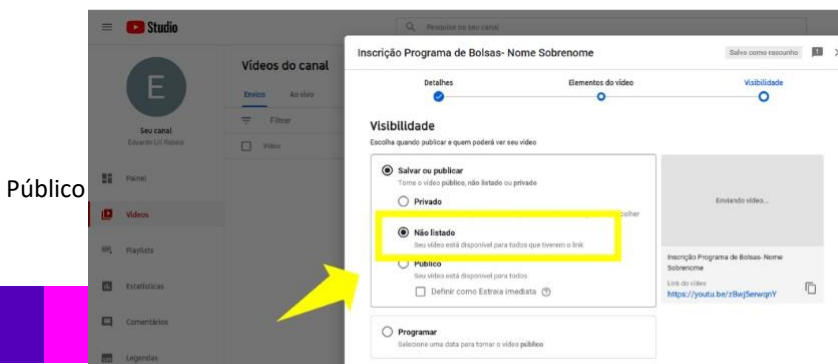 Studio
Pesquise no seu canal
Inscrição Programa de Bolsas- Nome Sobrenome
Salvo como rascunho
Vídeos do canal
Envios
Ao vivo
Filtrar
Vídeo
E
Seu canal
Painel
Vídeos
Playlists
Estatísticas
Comentários
Legendas
Público
Detalhes
Elementos do vídeo
Visibilidade
Visibilidade
Escolha quando publicar e quem poderá ver seu vídeo
Salvar ou publicar
Torne o vídeo público, não listado ou privado
Privado
colher
Não listado
Seu vídeo está disponível para todos que tiverem o link
Público
Seu vídeo está disponível para todos
Definir como Estreia imediata
Programar
Selecione uma data para tornar o vídeo público
Enviando vídeo...
Inscrição Programa de Bolsas- Nome
Sobrenome
Link do vídeo
https://youtu.be/zBwjSerwqnY